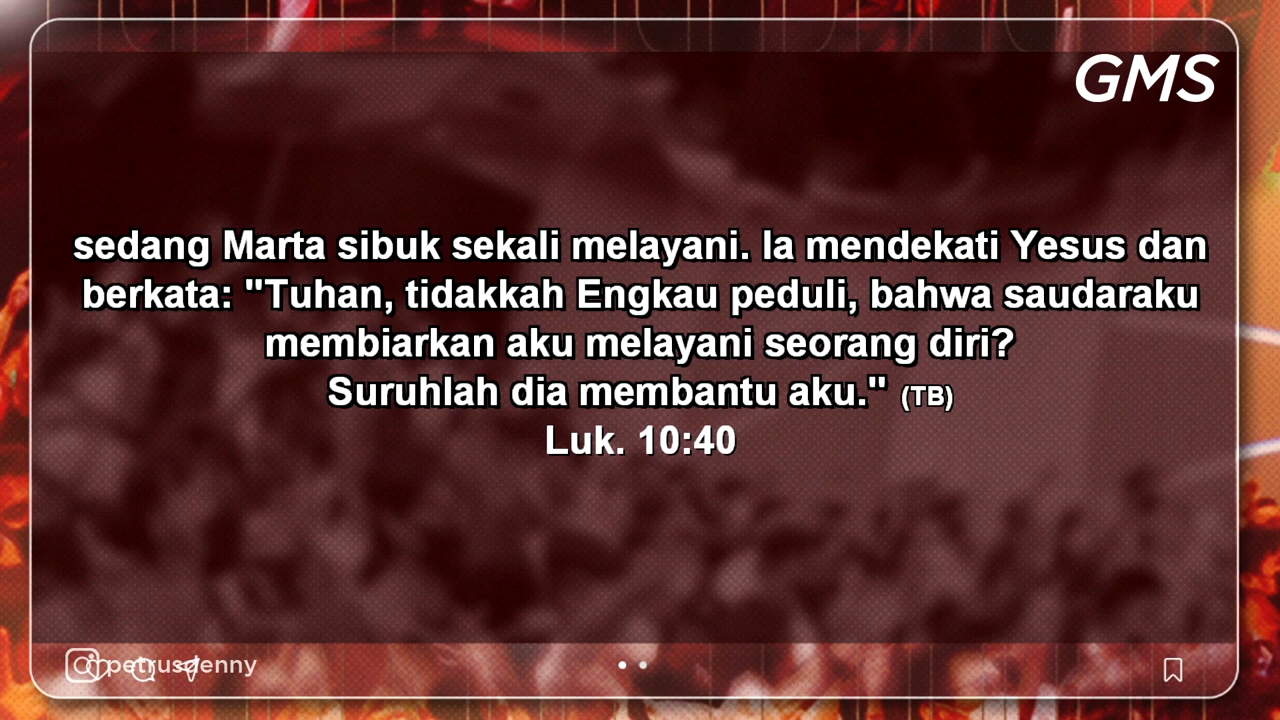 GMS
sedang Marta sibuk sekali melayani. Ia mendekati Yesus dan
berkata: "Tuhan, tidakkah Engkau peduli, bahwa saudaraku
membiarkan aku melayani seorang diri?
Suruhlah dia membantu aku." (TB)
Luk. 10:40
petrusdenny